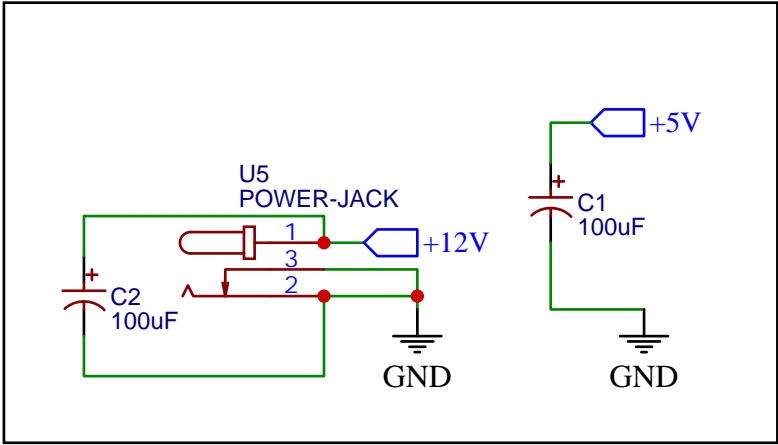 +5V
U5
POWER-JACK
C1
100uF
1
+12V
3
2
+
C2
100uF
+
GND
GND